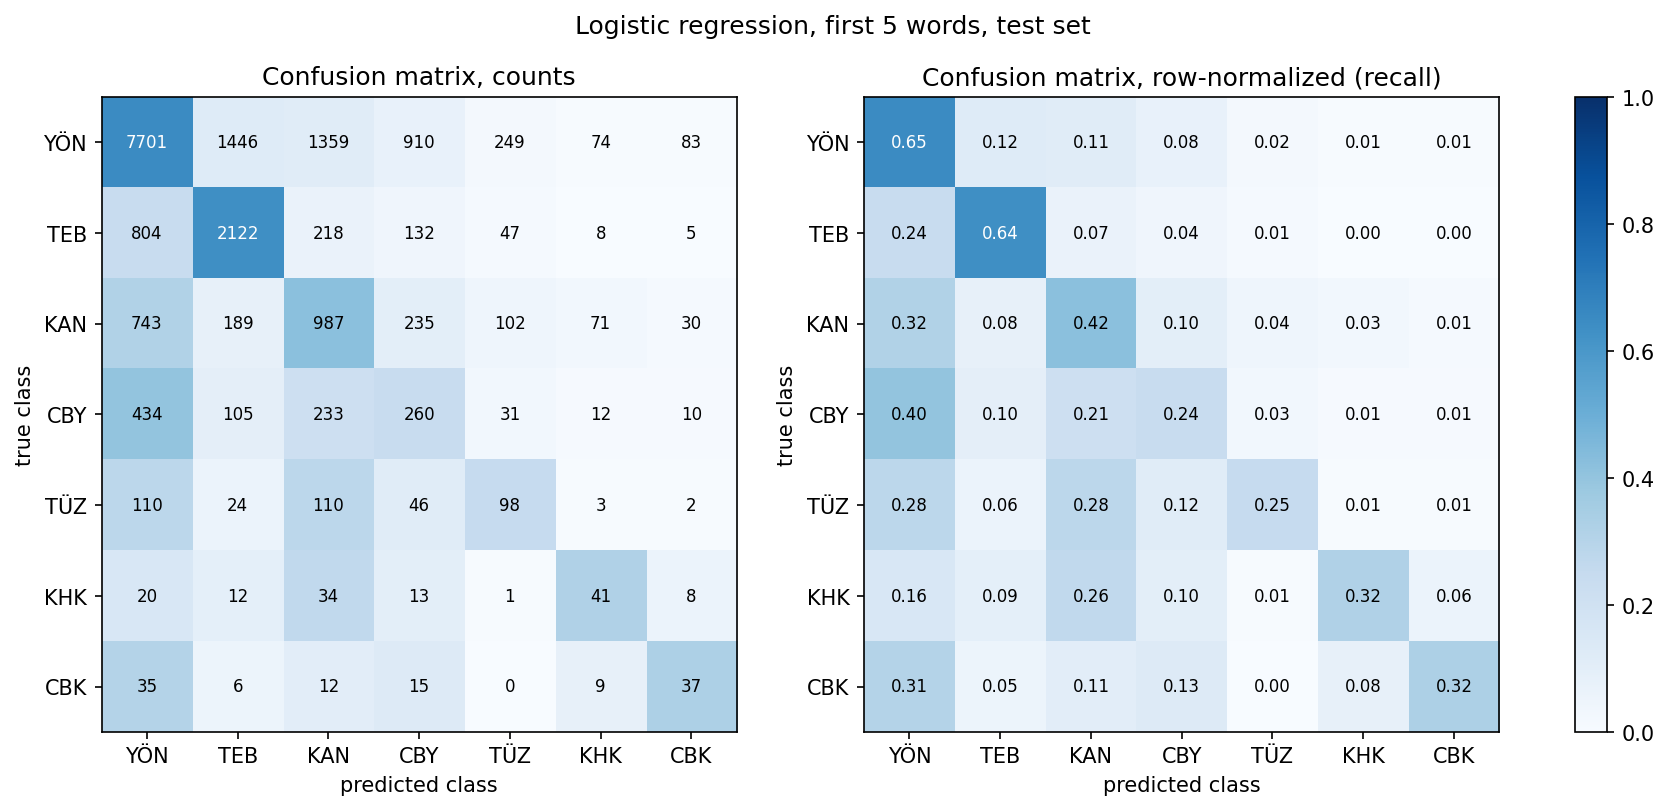 Logistic regression, first 5 words, test set
Confusion matrix, counts
true class
YÖN 7701 1446 1359 910 249 74 83
TEB 804 2122 218 132 47 8 5
KAN 743 189 987 235 102 71 30
CBY 434 105 233 260 31 12 10
TÜZ 110 24 110 46 98 3 2
KHK 20 12 34 13 1 41 8
CBK 35 6 12 15 0 9 37
YÖN TEB KAN CBY TÜZ KHK CBK
predicted class
Confusion matrix, row-normalized (recall)
true class
YÖN 0.65 0.12 0.11 0.08 0.02 0.01 0.01
TEB 0.24 0.64 0.07 0.04 0.01 0.00 0.00
KAN 0.32 0.08 0.42 0.10 0.04 0.03 0.01
CBY 0.40 0.10 0.21 0.24 0.03 0.01 0.01
TÜZ 0.28 0.06 0.28 0.12 0.25 0.01 0.01
KHK 0.16 0.09 0.26 0.10 0.01 0.32 0.06
CBK 0.31 0.05 0.11 0.13 0.00 0.08 0.32
YÖN TEB KAN CBY TÜZ KHK CBK
predicted class
1.0
0.8
0.6
0.4
0.2
0.0